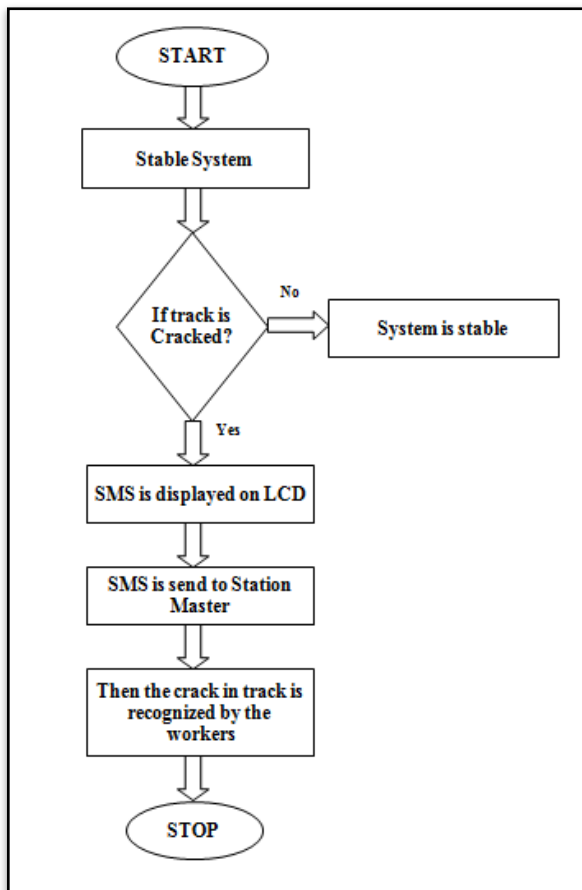 START
Stable System
If track is
Cracked?
No
System is stable
Yes
SMS is displayed on LCD
SMS is send to Station
Master
Then the crack in track is
recognized by the
workers
STOP